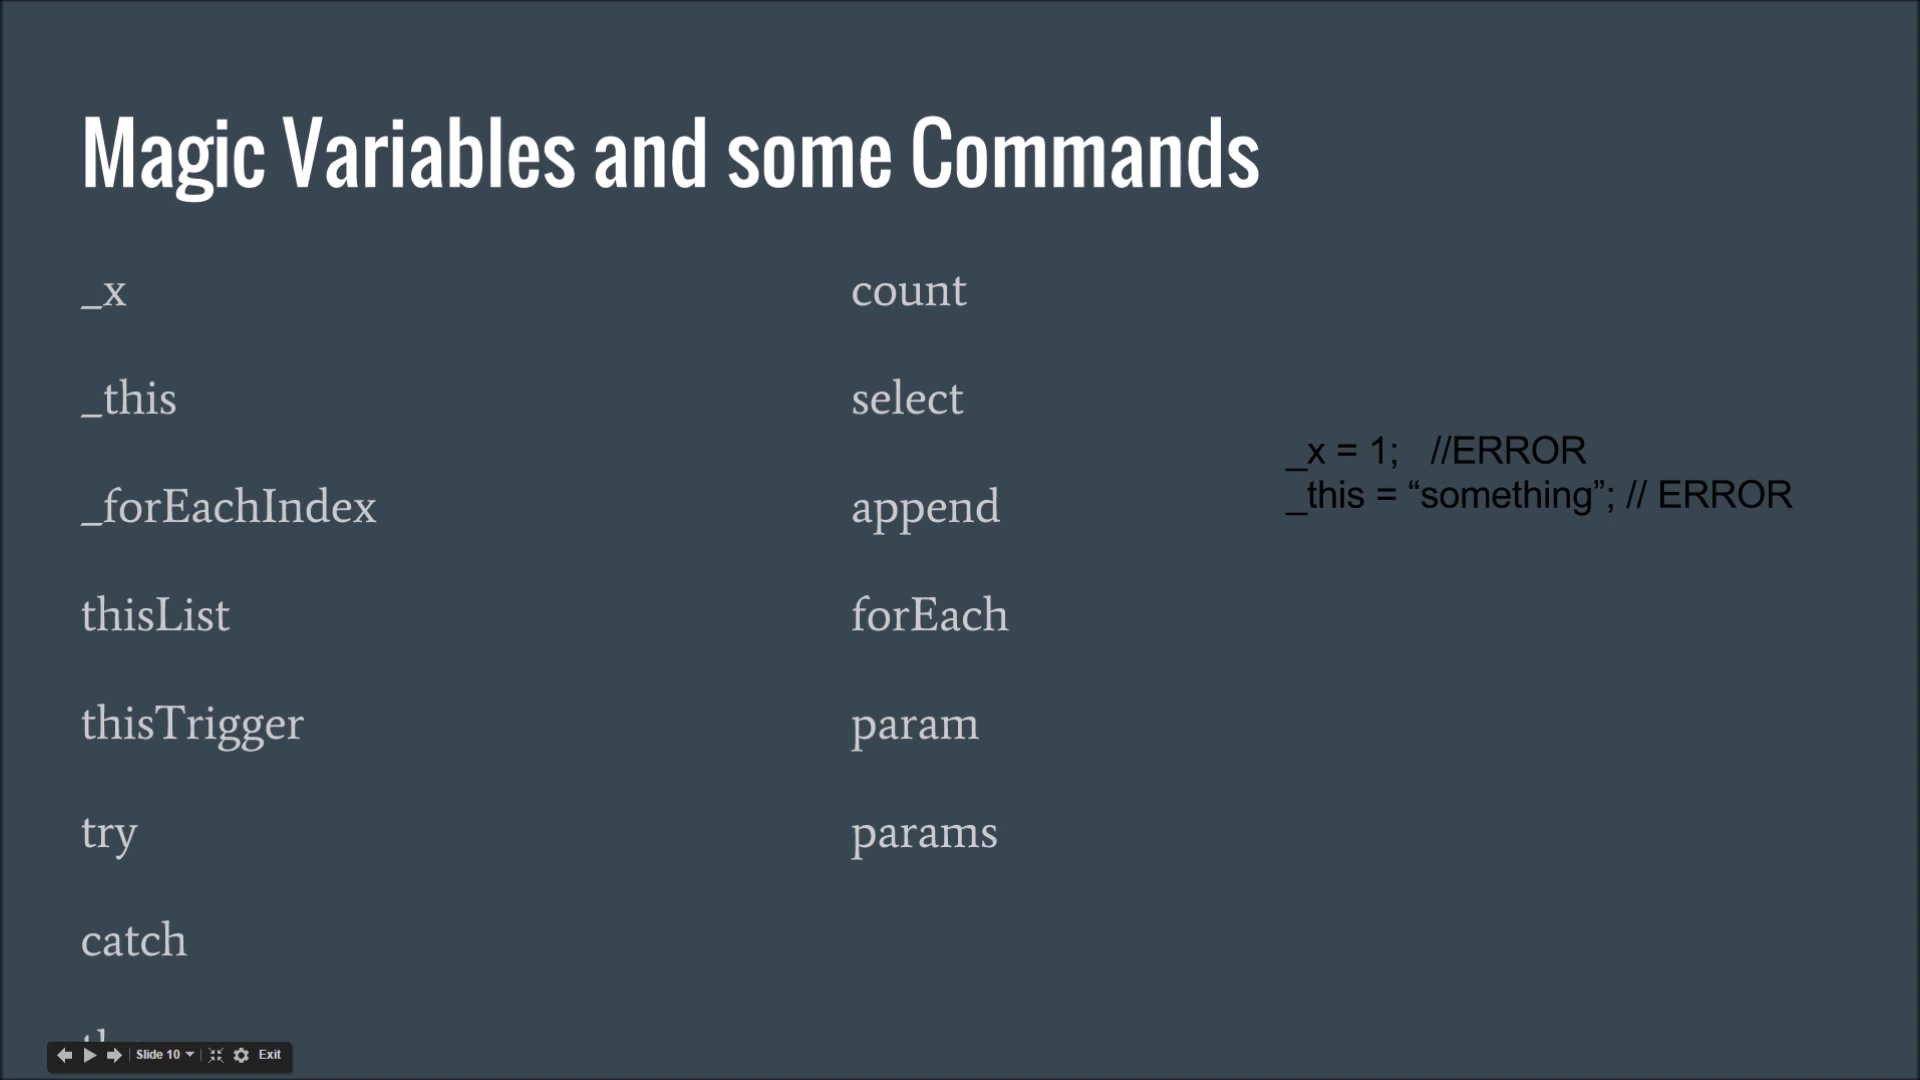 Magic Variables and some Commands
_x
_this
_forEachIndex
thisList
thisTrigger
try
catch
count
select
append
forEach
param
params
_x = 1;   //ERROR
_this = “something”; // ERROR
Slide 10
Exit